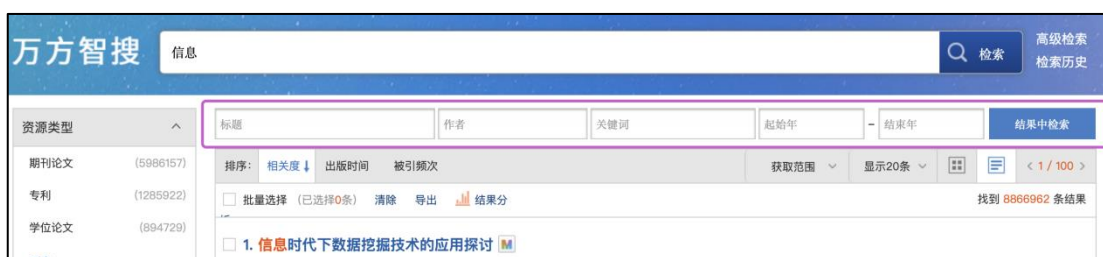 万方智搜 信息 检索 高级检索
检索历史
资源类型 标题 作者 关键词 起始年 - 结束年 结果中检索
期刊论文 (5986157) 排序: 相关度↓ 出版时间 被引频次 获取范围 显示20条 < 1 / 100 >
专利 (1285922) 批量选择 (已选择0条) 清除 导出 结果分 找到 8866962 条结果
学位论文 (894729)
1. 信息时代下数据挖掘技术的应用探讨 M